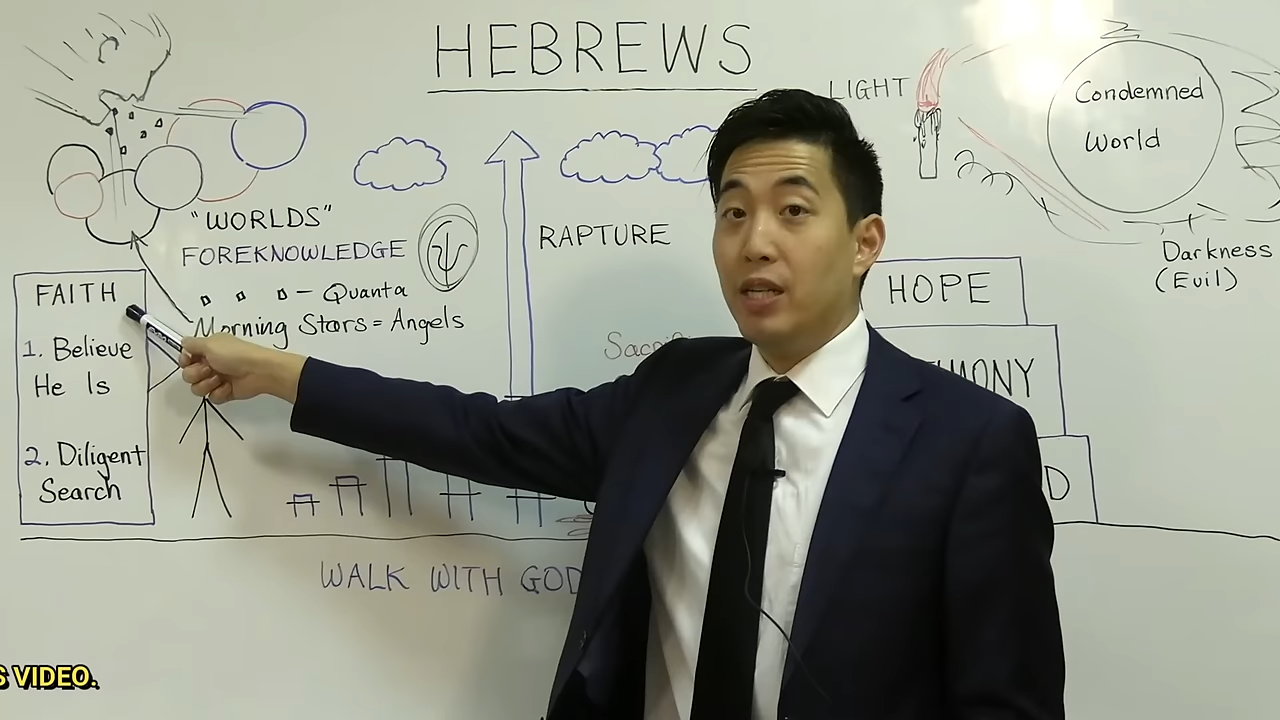 HEBREWS
LIGHT
Condemned
World
"WORLDS"
FOREKNOWLEDGE
RAPTURE
Darkness
(Evil)
FAITH
— Quanta
Morning Stars = Angels
HOPE
1. Believe
He Is
2. Diligent
Search
WALK WITH GOD
S VIDEO.